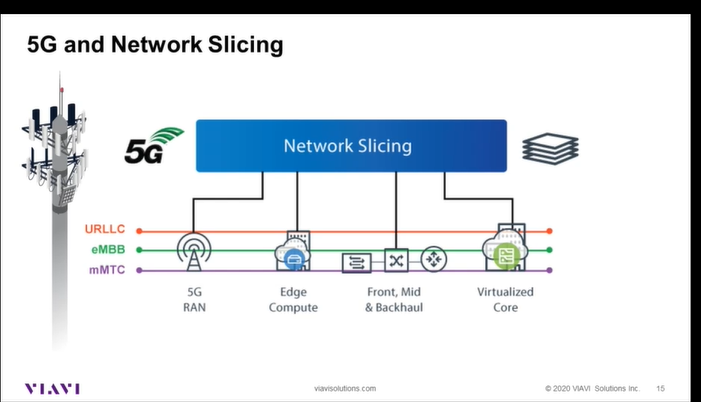 5G and Network Slicing
5G
Network Slicing
URLLC
eMBB
mMTC
5G
RAN
Edge
Compute
Front, Mid
& Backhaul
Virtualized
Core
VIAVI
viavisolutions.com
© 2020 VIAVI Solutions Inc.
15